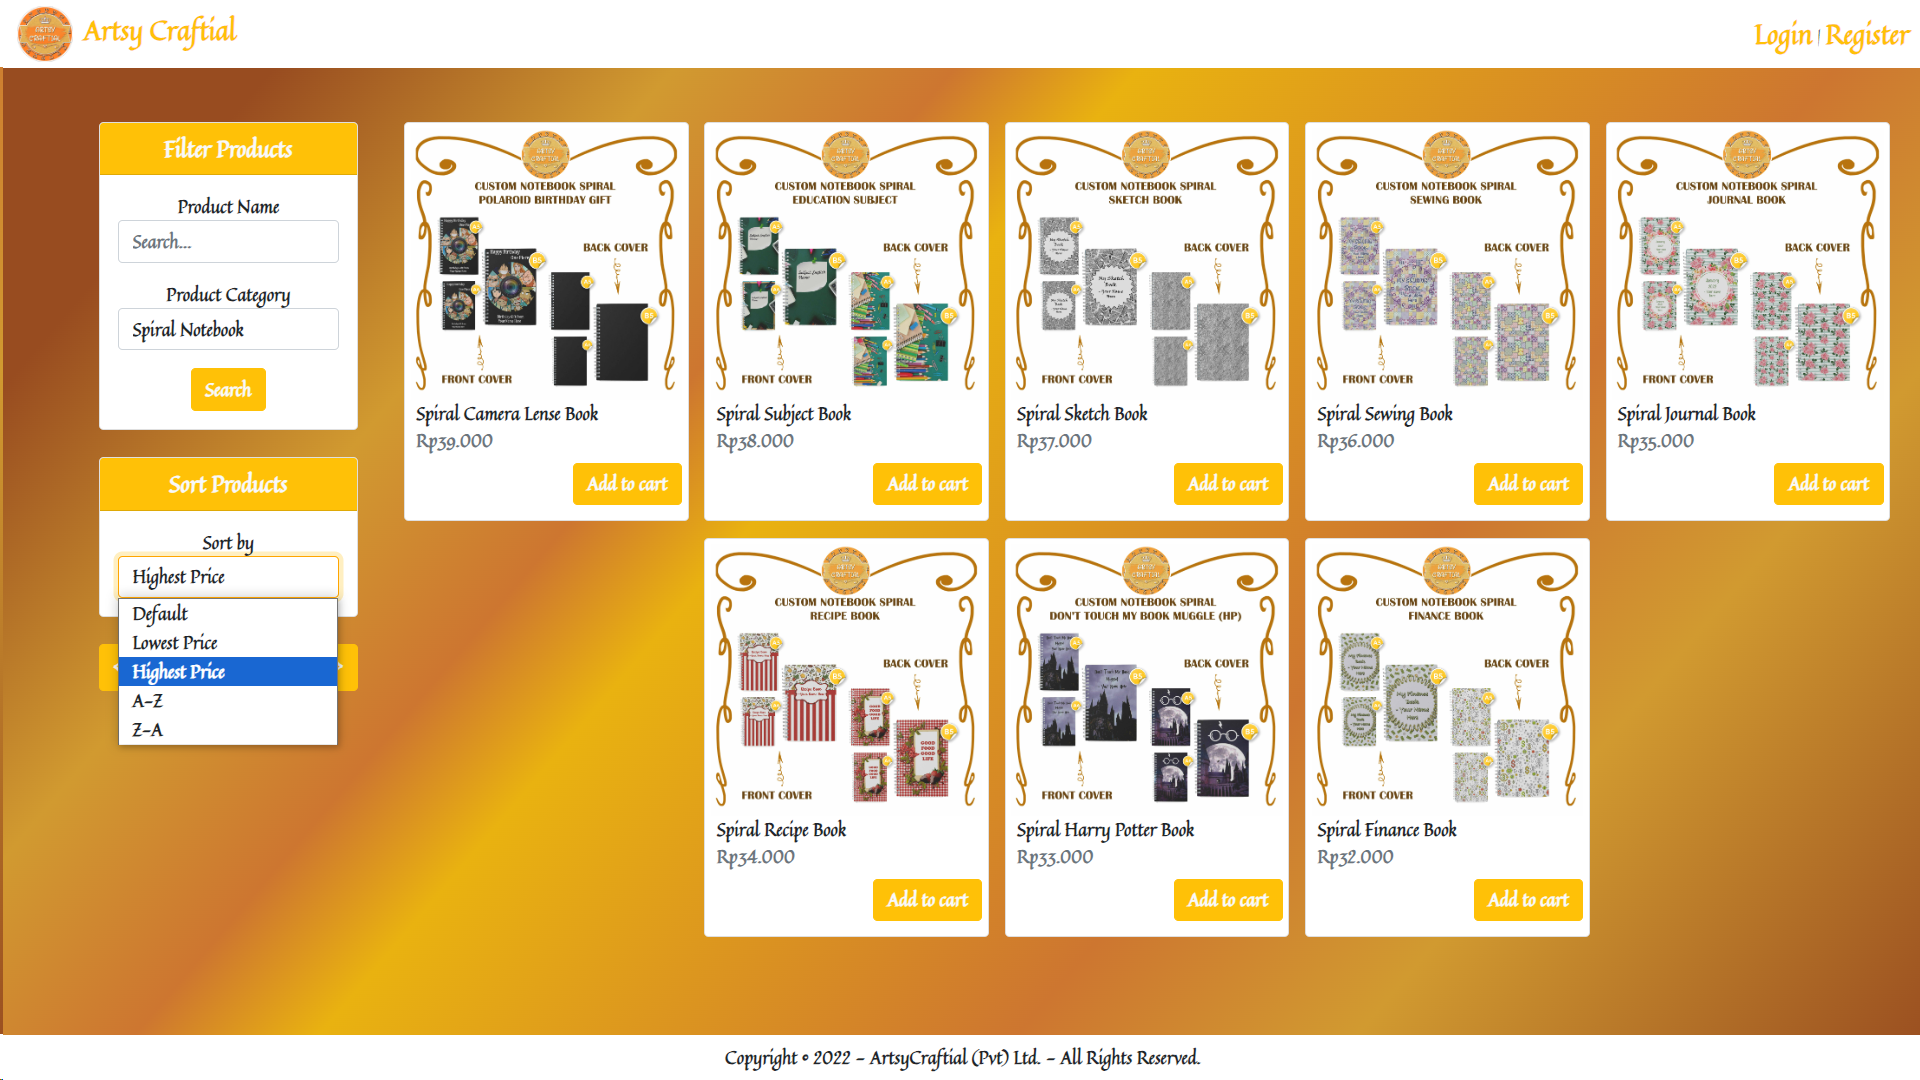 Artsy Craftial
Login | Register
Filter Products
Product Name
Search...
Product Category
Spiral Notebook
Search
Sort Products
Sort by
Highest Price
Default
Lowest Price
Highest Price
A-Z
Z-A
CUSTOM NOTEBOOK SPIRAL
POLAROID BIRTHDAY GIFT
BACK COVER
FRONT COVER
Spiral Camera Lense Book
Rp39.000
Add to cart
CUSTOM NOTEBOOK SPIRAL
EDUCATION SUBJECT
BACK COVER
FRONT COVER
Spiral Subject Book
Rp38.000
Add to cart
CUSTOM NOTEBOOK SPIRAL
SKETCH BOOK
BACK COVER
FRONT COVER
Spiral Sketch Book
Rp37.000
Add to cart
CUSTOM NOTEBOOK SPIRAL
SEWING BOOK
BACK COVER
FRONT COVER
Spiral Sewing Book
Rp36.000
Add to cart
CUSTOM NOTEBOOK SPIRAL
JOURNAL BOOK
BACK COVER
FRONT COVER
Spiral Journal Book
Rp35.000
Add to cart
CUSTOM NOTEBOOK SPIRAL
RECIPE BOOK
BACK COVER
GOOD
FOOD
GOOD
LIFE
FRONT COVER
Spiral Recipe Book
Rp34.000
Add to cart
CUSTOM NOTEBOOK SPIRAL
DON'T TOUCH MY BOOK MUGGLE (HP)
BACK COVER
FRONT COVER
Spiral Harry Potter Book
Rp33.000
Add to cart
CUSTOM NOTEBOOK SPIRAL
FINANCE BOOK
BACK COVER
FRONT COVER
Spiral Finance Book
Rp32.000
Add to cart
Copyright © 2022 - ArtsyCraftial (Pvt) Ltd. - All Rights Reserved.